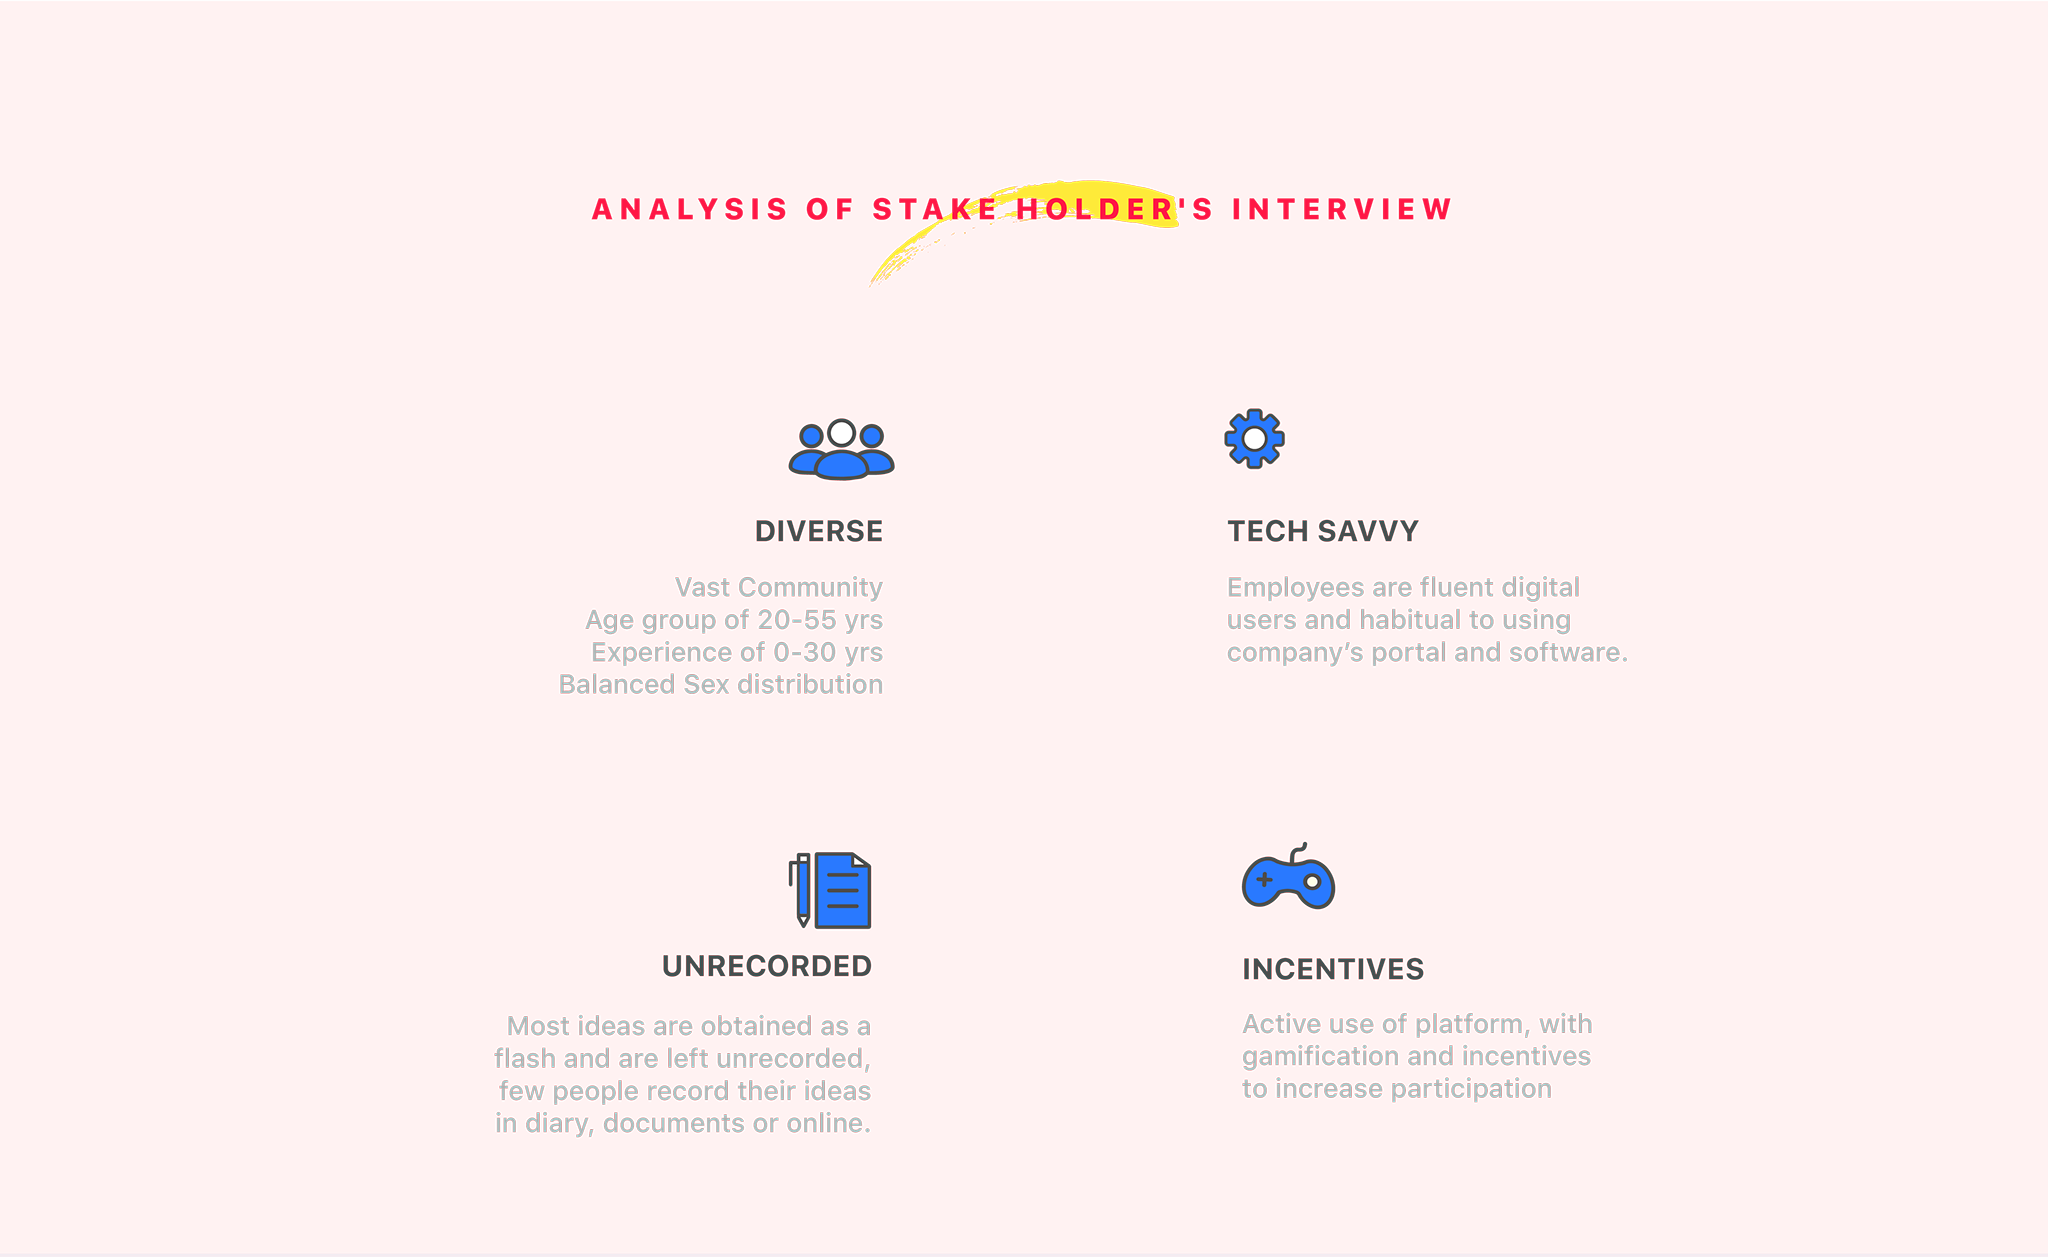 ANALYSIS OF STAKE HOLDER'S INTERVIEW
DIVERSE
Vast Community
Age group of 20-55 yrs
Experience of 0-30 yrs
Balanced Sex distribution
TECH SAVVY
Employees are fluent digital
users and habitual to using
company’s portal and software.
UNRECORDED
Most ideas are obtained as a
flash and are left unrecorded,
few people record their ideas
in diary, documents or online.
INCENTIVES
Active use of platform, with
gamification and incentives
to increase participation